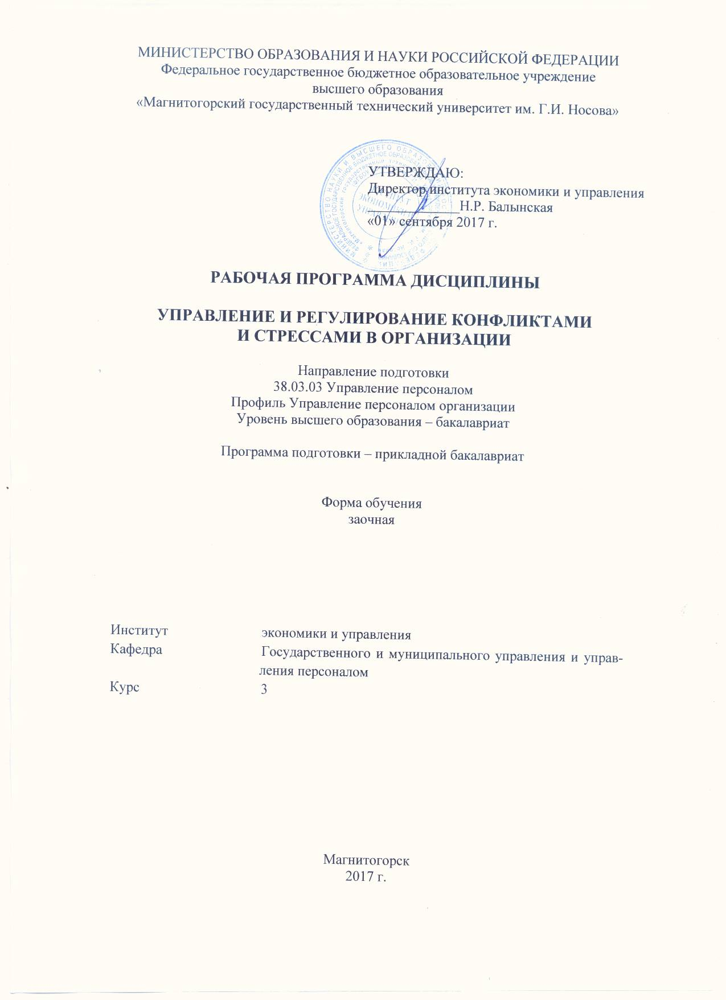 МИНИСТЕРСТВО ОБРАЗОВАНИЯ И НАУКИ РОССИЙСКОЙ ФЕДЕРАЦИИ
Федеральное государственное бюджетное образовательное учреждение
высшего образования
«Магнитогорский государственный технический университет им. Г.И. Носова»
УТВЕРЖДАЮ:
Директор института экономики и управления
Н.Р. Балынская
«01» сентября 2017 г.
РАБОЧАЯ ПРОГРАММА ДИСЦИПЛИНЫ
УПРАВЛЕНИЕ И РЕГУЛИРОВАНИЕ КОНФЛИКТАМИ
И СТРЕССАМИ В ОРГАНИЗАЦИИ
Направление подготовки
38.03.03 Управление персоналом
Профиль Управление персоналом организации
Уровень высшего образования – бакалавриат
Программа подготовки – прикладной бакалавриат
Форма обучения
заочная
Институт экономики и управления
Кафедра Государственного и муниципального управления и управ-
ления персоналом
Курс 3
Магнитогорск
2017 г.